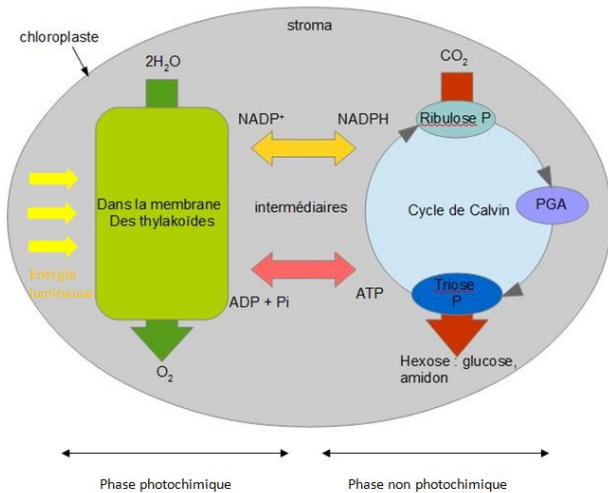 stroma
chloroplaste
2H₂O
CO₂
NADP⁺
NADPH
Ribulose P
Dans la membrane
Des thylakoïdes
intermédiaires
Cycle de Calvin
PGA
Energie
lumineuse
ADP + Pi
ATP
Triose
P
O₂
Hexose : glucose,
amidon
Phase photochimique
Phase non photochimique